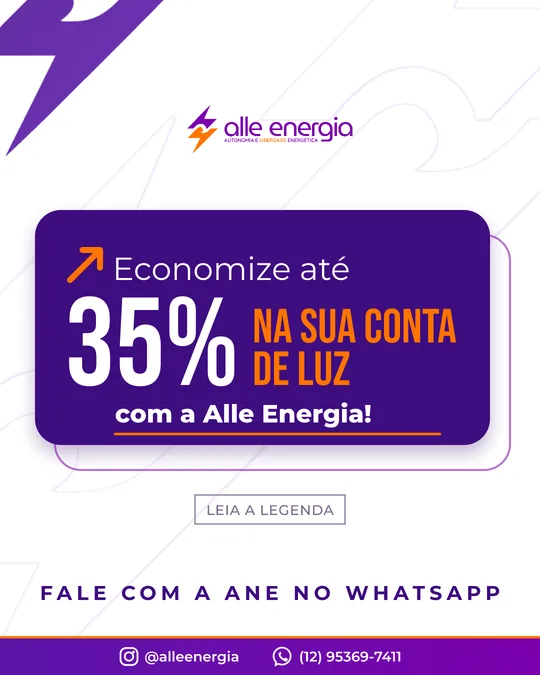 alle energia
AUTONOMIA E LIBERDADE ENERGÉTICA
Economize até
35% NA SUA CONTA
DE LUZ
com a Alle Energia!
LEIA A LEGENDA
FALE COM A ANE NO WHATSAPP
@alleenergia (12) 95369-7411